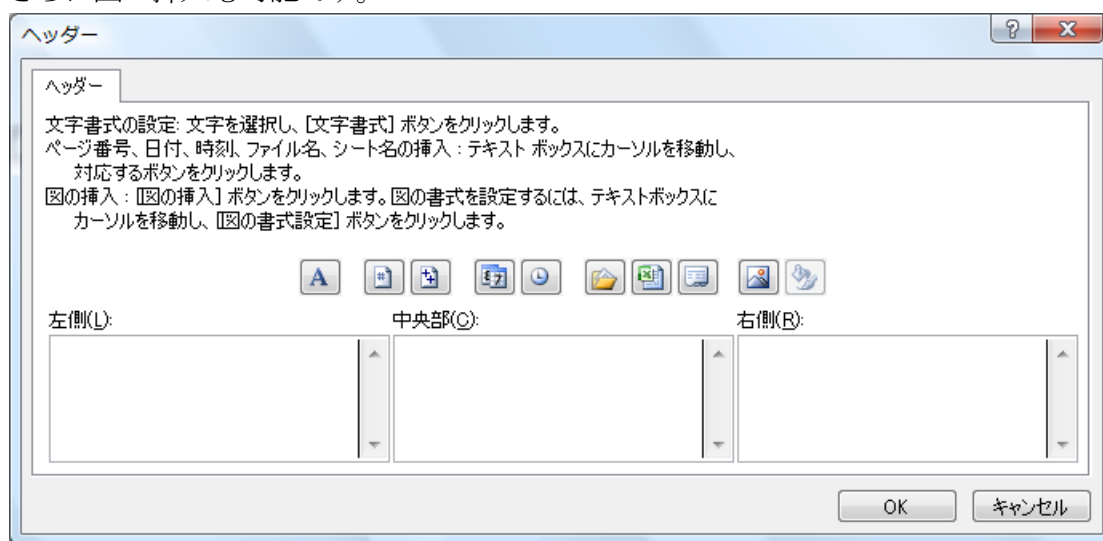 ヘッダー
ヘッダー
文字書式の設定: 文字を選択し、[文字書式] ボタンをクリックします。
ページ番号、日付、時刻、ファイル名、シート名の挿入 : テキスト ボックスにカーソルを移動し、
対応するボタンをクリックします。
図の挿入 : [図の挿入] ボタンをクリックします。図の書式を設定するには、テキストボックスに
カーソルを移動し、[図の書式設定] ボタンをクリックします。
左側(L):
中央部(C):
右側(R):
OK
キャンセル